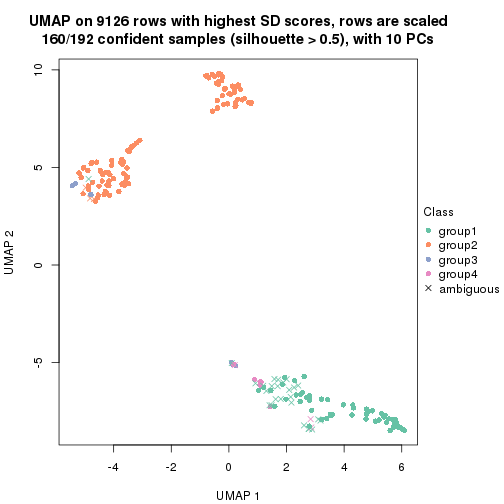 UMAP on 9126 rows with highest SD scores, rows are scaled
160/192 confident samples (silhouette > 0.5), with 10 PCs
10
5
0
-5
UMAP 2
-4
-2
0
2
4
6
UMAP 1
Class
group1
group2
group3
group4
ambiguous